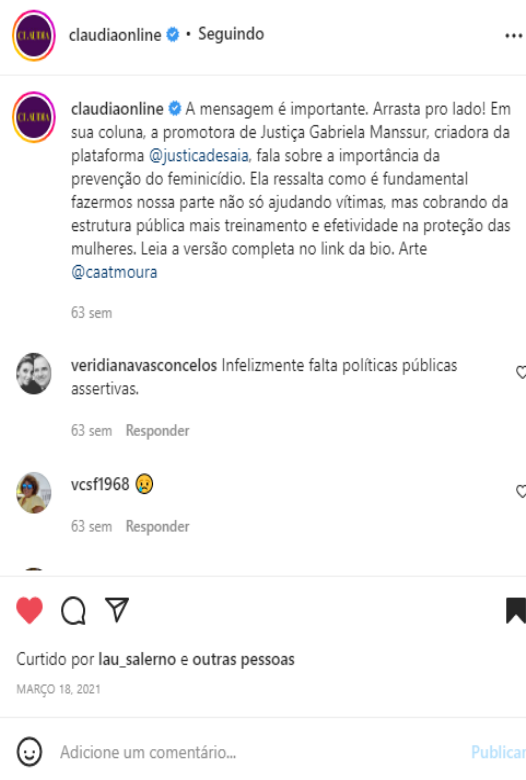 CLAUDIA
claudiaonline • Seguindo
CLAUDIA
claudiaonline A mensagem é importante. Arrasta pro lado! Em
sua coluna, a promotora de Justiça Gabriela Manssur, criadora da
plataforma @justicadesaia, fala sobre a importância da
prevenção do feminicídio. Ela ressalta como é fundamental
fazermos nossa parte não só ajudando vítimas, mas cobrando da
estrutura pública mais treinamento e efetividade na proteção das
mulheres. Leia a versão completa no link da bio. Arte
@caatmoura
63 sem
veridianavasconcelos Infelizmente falta políticas públicas
assertivas.
63 sem Responder
vcsf1968 😥
63 sem Responder
Curtido por lau_salerno e outras pessoas
MARÇO 18, 2021
Adicione um comentário... Publicar